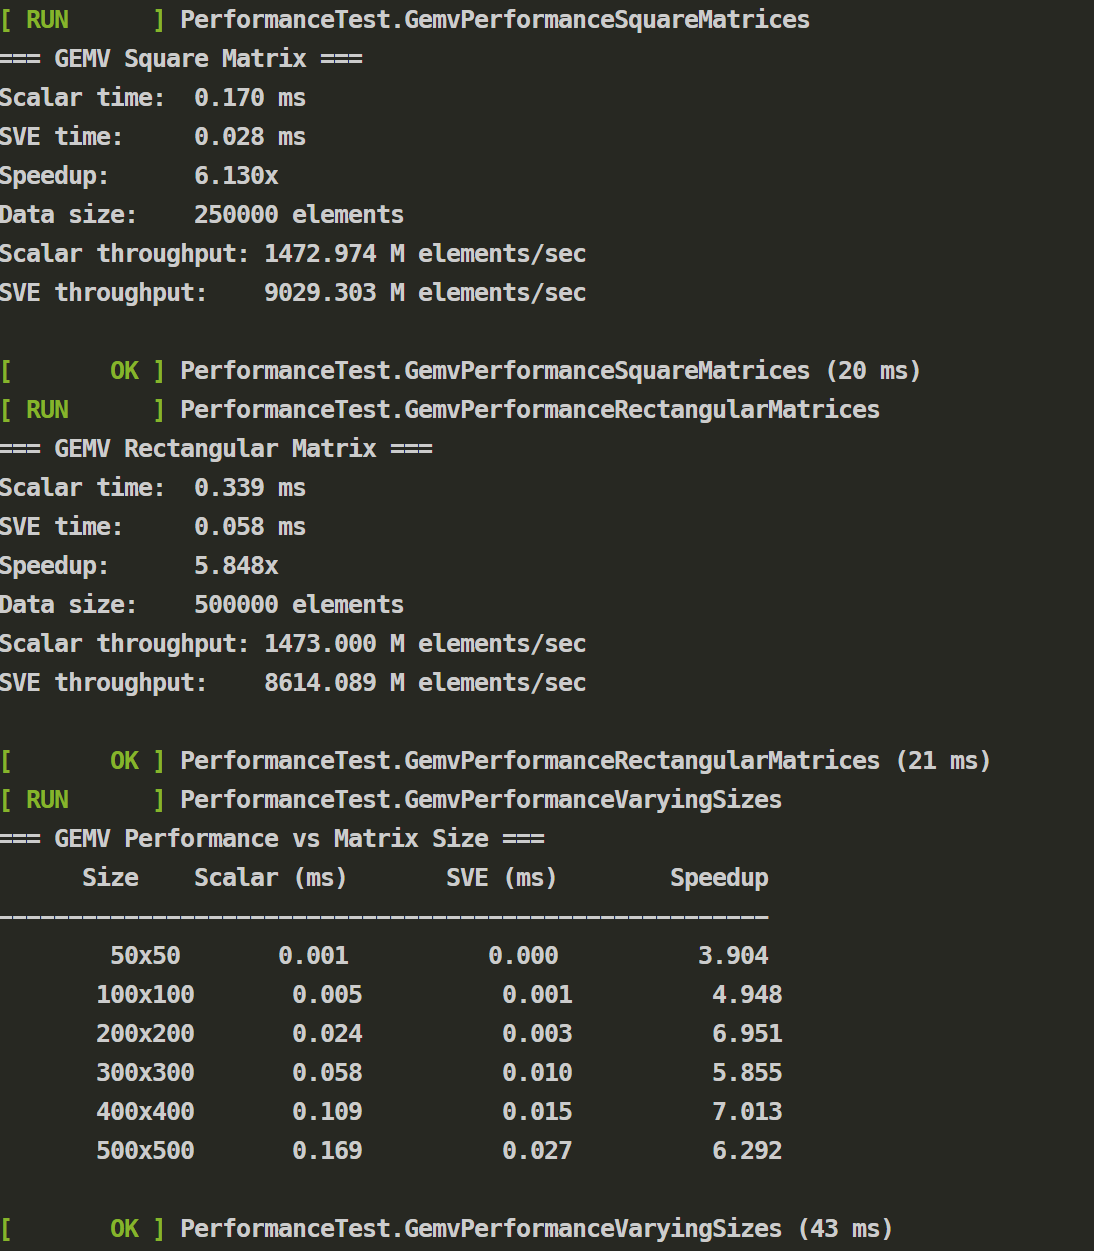 [ RUN      ] PerformanceTest.GemvPerformanceSquareMatrices
=== GEMV Square Matrix ===
Scalar time:  0.170 ms
SVE time:     0.028 ms
Speedup:      6.130x
Data size:    250000 elements
Scalar throughput: 1472.974 M elements/sec
SVE throughput:    9029.303 M elements/sec
[       OK ] PerformanceTest.GemvPerformanceSquareMatrices (20 ms)
[ RUN      ] PerformanceTest.GemvPerformanceRectangularMatrices
=== GEMV Rectangular Matrix ===
Scalar time:  0.339 ms
SVE time:     0.058 ms
Speedup:      5.848x
Data size:    500000 elements
Scalar throughput: 1473.000 M elements/sec
SVE throughput:    8614.089 M elements/sec
[       OK ] PerformanceTest.GemvPerformanceRectangularMatrices (21 ms)
[ RUN      ] PerformanceTest.GemvPerformanceVaryingSizes
=== GEMV Performance vs Matrix Size ===
      Size    Scalar (ms)       SVE (ms)        Speedup
-------------------------------------------------------
        50x50       0.001          0.000          3.904
       100x100       0.005          0.001          4.948
       200x200       0.024          0.003          6.951
       300x300       0.058          0.010          5.855
       400x400       0.109          0.015          7.013
       500x500       0.169          0.027          6.292
[       OK ] PerformanceTest.GemvPerformanceVaryingSizes (43 ms)